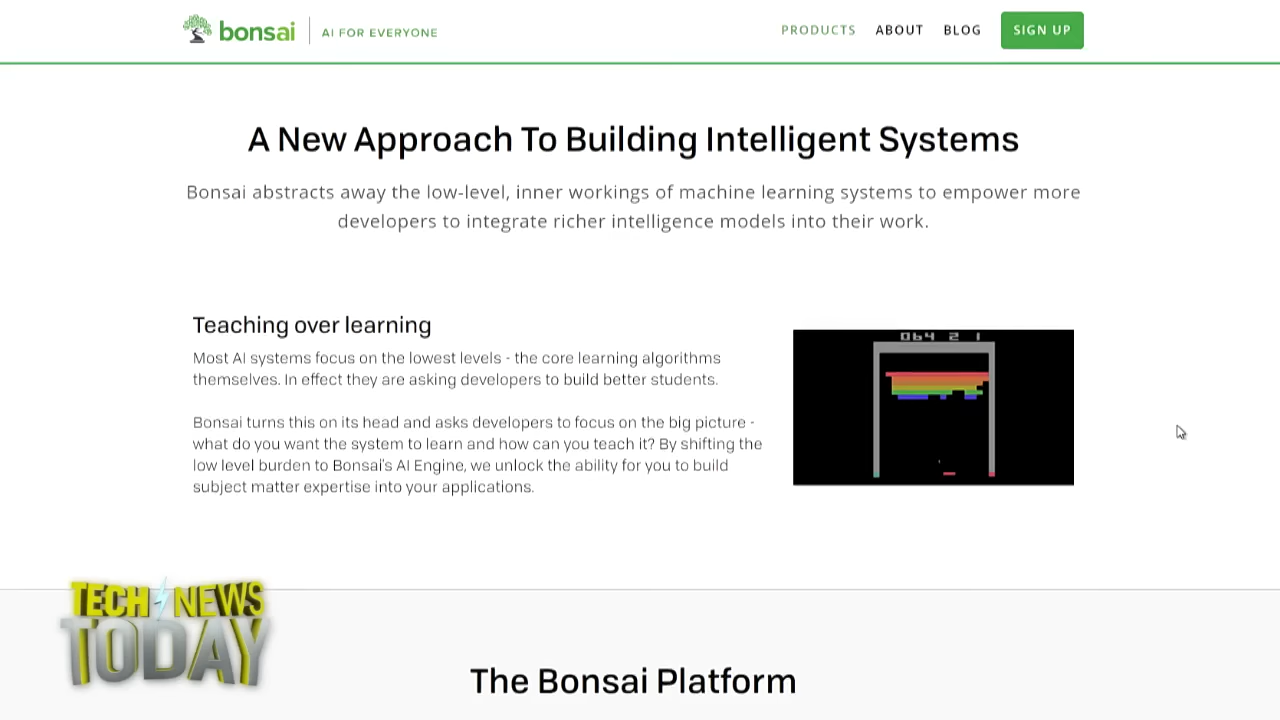 bonsai
AI FOR EVERYONE
PRODUCTS ABOUT BLOG SIGN UP
A New Approach To Building Intelligent Systems
Bonsai abstracts away the low-level, inner workings of machine learning systems to empower more
developers to integrate richer intelligence models into their work.
Teaching over learning
Most AI systems focus on the lowest levels - the core learning algorithms
themselves. In effect they are asking developers to build better students.
Bonsai turns this on its head and asks developers to focus on the big picture -
what do you want the system to learn and how can you teach it? By shifting the
low level burden to Bonsai's AI Engine, we unlock the ability for you to build
subject matter expertise into your applications.
064 2 1
TECH NEWS
TODAY
The Bonsai Platform